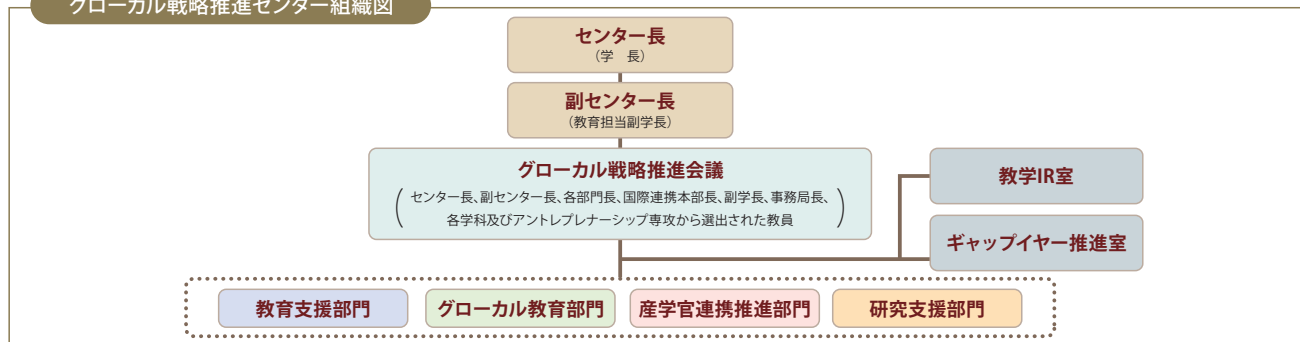 グローカル戦略推進センター組織図
センター長
(学　長)
副センター長
(教育担当副学長)
グローカル戦略推進会議
センター長、副センター長、各部門長、国際連携本部長、副学長、事務局長、
各学科及びアントレプレナーシップ専攻から選出された教員
教学IR室
ギャップイヤー推進室
教育支援部門
グローカル教育部門
産学官連携推進部門
研究支援部門